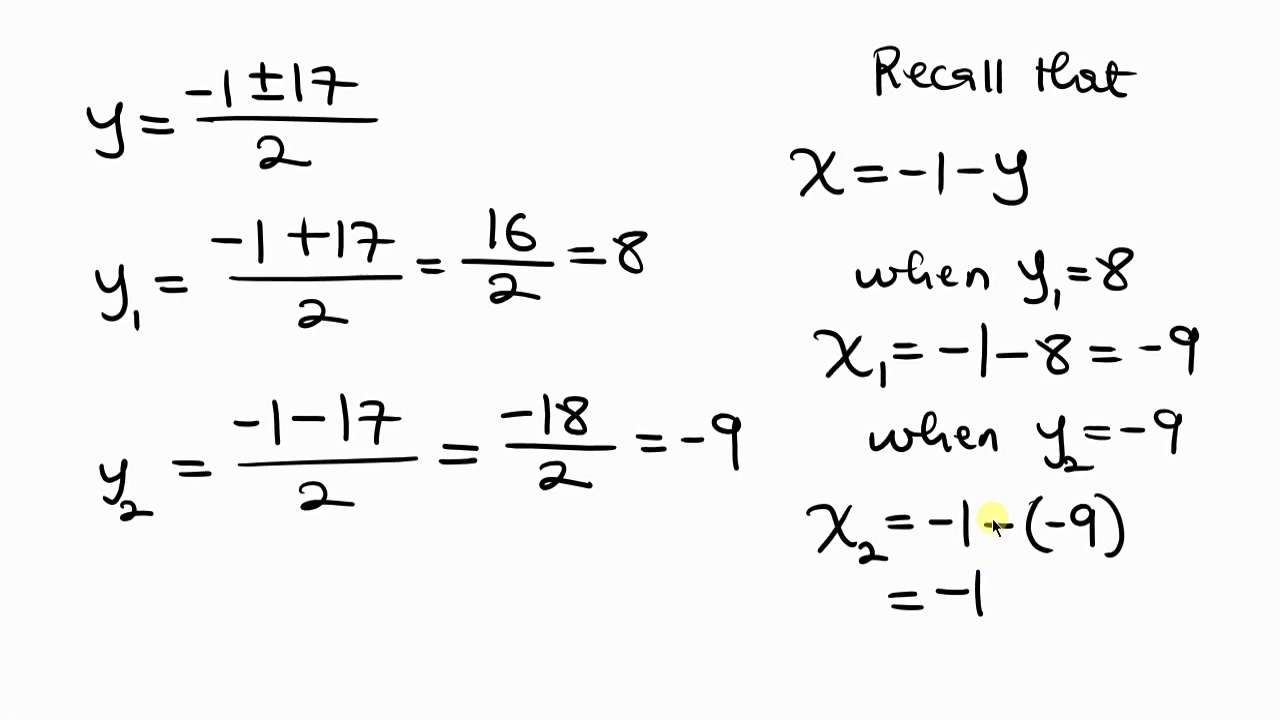 y = (-1 ± 17)/2
y₁ = (-1 + 17)/2 = 16/2 = 8
y₂ = (-1 - 17)/2 = -18/2 = -9
Recall that
x = -1 - y
when y₁ = 8
x₁ = -1 - 8 = -9
when y₂ = -9
x₂ = -1 - (-9)
= -1